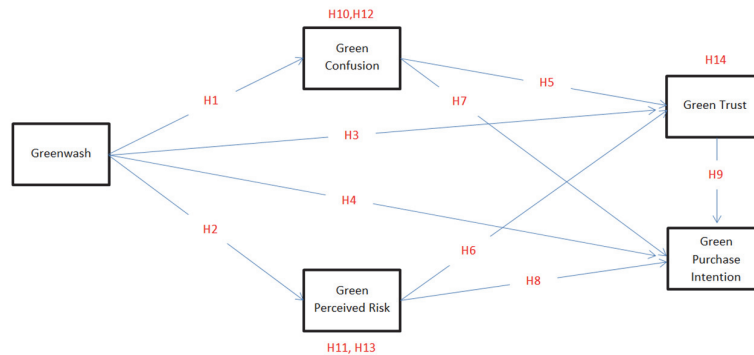 H10,H12
Green
Confusion
H14
H5
Green Trust
H1
H7
H3
Greenwash
H9
H4
H2
H6
Green
Purchase
Intention
Green
Perceived Risk
H8
H11, H13